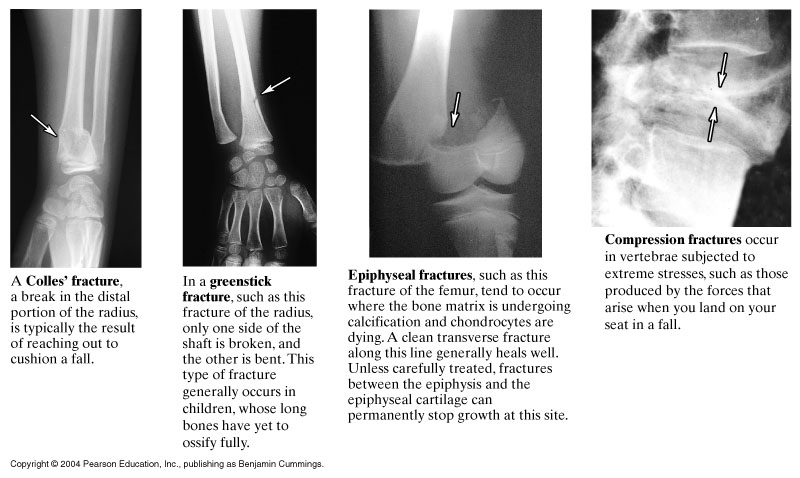 A Colles’ fracture,
a break in the distal
portion of the radius,
is typically the result
of reaching out to
cushion a fall.
In a greenstick
fracture, such as this
fracture of the radius,
only one side of the
shaft is broken, and
the other is bent. This
type of fracture
generally occurs in
children, whose long
bones have yet to
ossify fully.
Epiphyseal fractures, such as this
fracture of the femur, tend to occur
where the bone matrix is undergoing
calcification and chondrocytes are
dying. A clean transverse fracture
along this line generally heals well.
Unless carefully treated, fractures
between the epiphysis and the
epiphyseal cartilage can
permanently stop growth at this site.
Compression fractures occur
in vertebrae subjected to
extreme stresses, such as those
produced by the forces that
arise when you land on your
seat in a fall.
Copyright © 2004 Pearson Education, Inc., publishing as Benjamin Cummings.